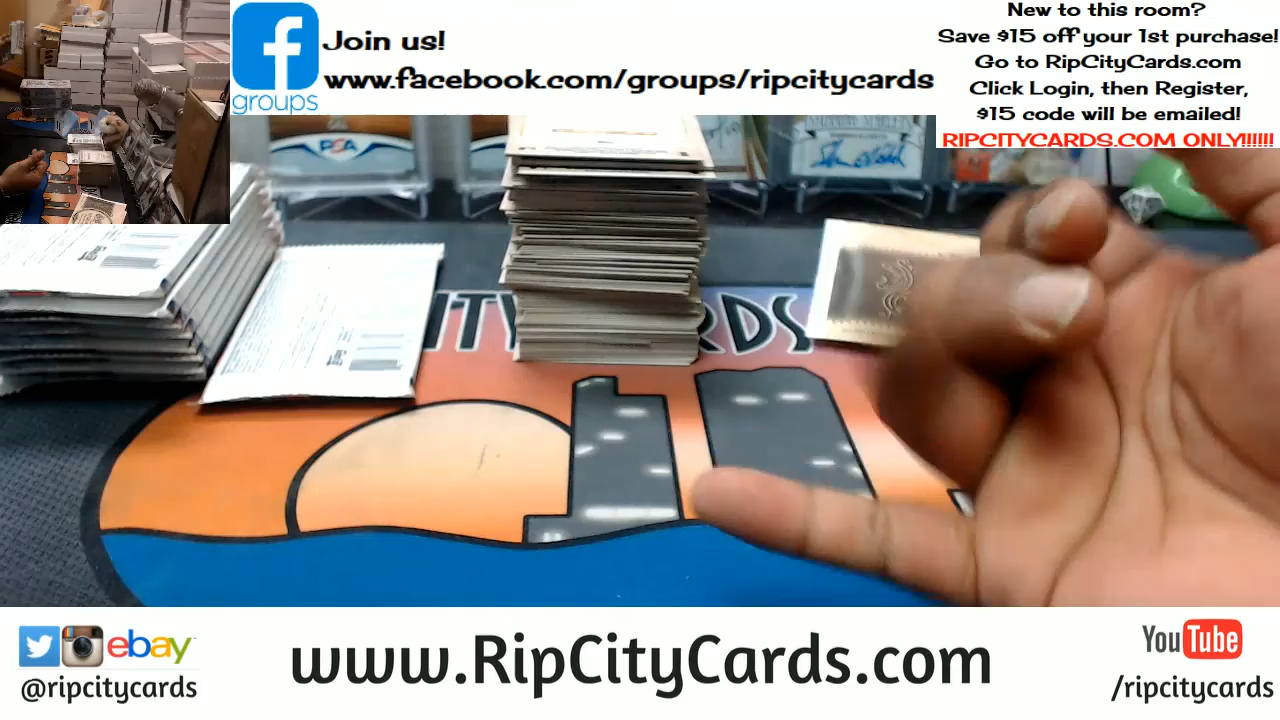 f
groups
Join us!
www.facebook.com/groups/ripcitycards
New to this room?
Save $15 off your 1st purchase!
Go to RipCityCards.com
Click Login, then Register,
$15 code will be emailed!
RIPCITYCARDS.COM ONLY!!!!!!
PSA
ITY
RDS
ebay
@ripcitycards
www.RipCityCards.com
YouTube
/ripcitycards